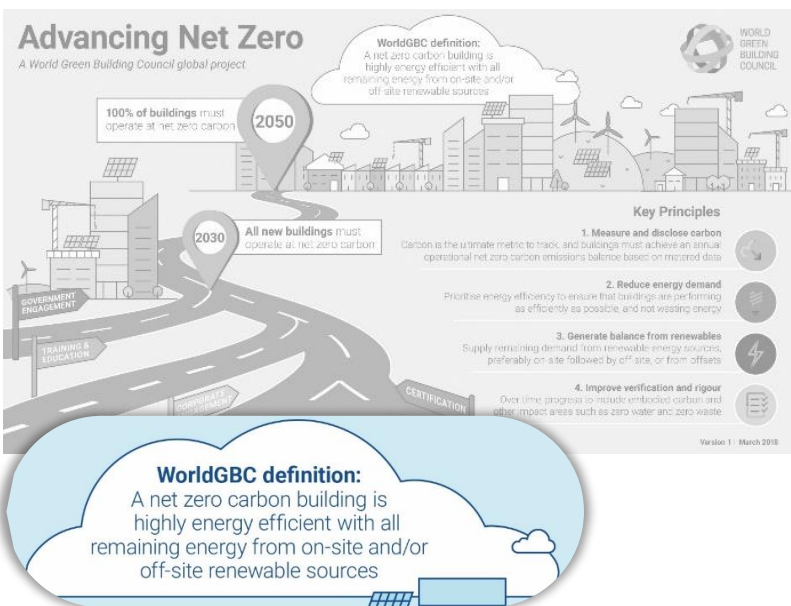 Advancing Net Zero
A World Green Building Council global project
WorldGBC definition:
A net zero carbon building is
highly energy efficient with all
remaining energy from on-site and/or
off-site renewable sources
WORLD
GREEN
BUILDING
COUNCIL
100% of buildings must
operate at net zero carbon
2050
2030
All new buildings must
operate at net zero carbon
Key Principles
1. Measure and disclose carbon
Carbon is the ultimate metric to track, and buildings must achieve an annual
operational net zero carbon emissions balance based on metered data
2. Reduce energy demand
Prioritise energy efficiency to ensure that buildings are performing
as efficiently as possible, and not wasting energy
3. Generate balance from renewables
Supply remaining demand from renewable energy sources,
preferably on-site followed by off-site, or from offsets
4. Improve verification and rigour
Over time, progress to include embodied carbon and
other impact areas such as zero water and zero waste
GOVERNMENT
ENGAGEMENT
TRAINING &
EDUCATION
CORPORATE
ENGAGEMENT
CERTIFICATION
Version 1 | March 2018
WorldGBC definition:
A net zero carbon building is
highly energy efficient with all
remaining energy from on-site and/or
off-site renewable sources